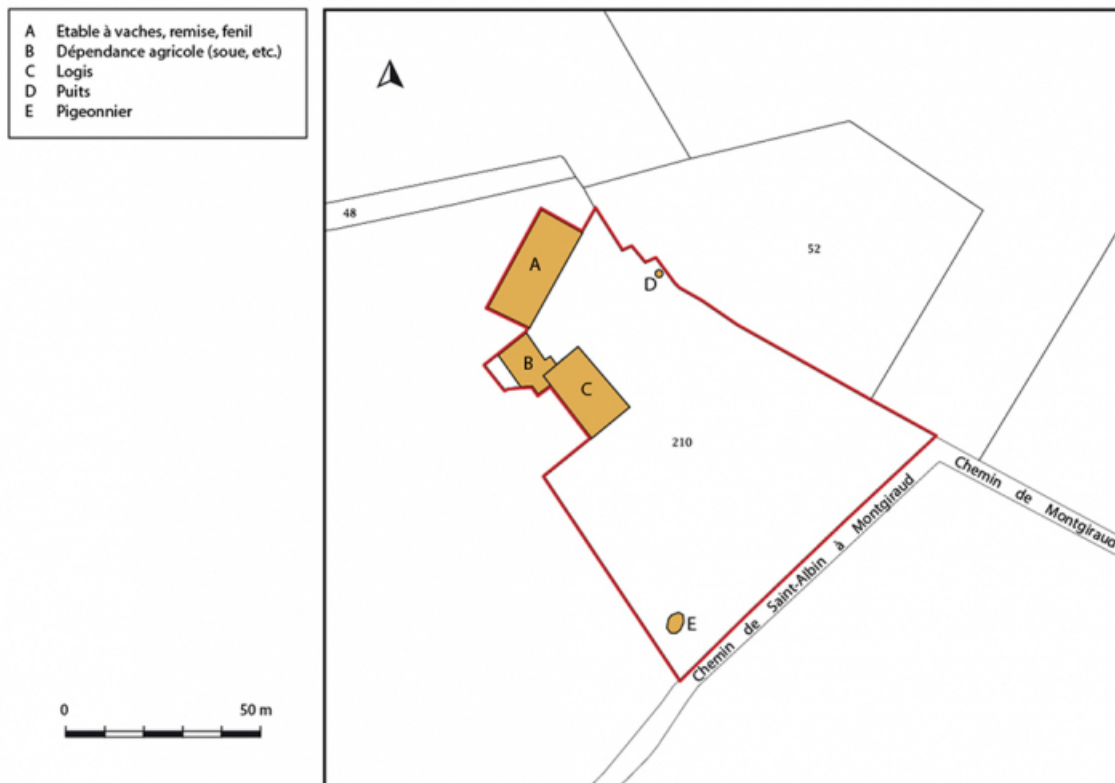 A Etable à vaches, remise, fenil
B Dépendance agricole (soue, etc.)
C Logis
D Puits
E Pigeonnier
48
52
A
D
B
C
210
Chemin de Montgiraud
Chemin de Saint-Albin à Montgiraud
E
0 50 m